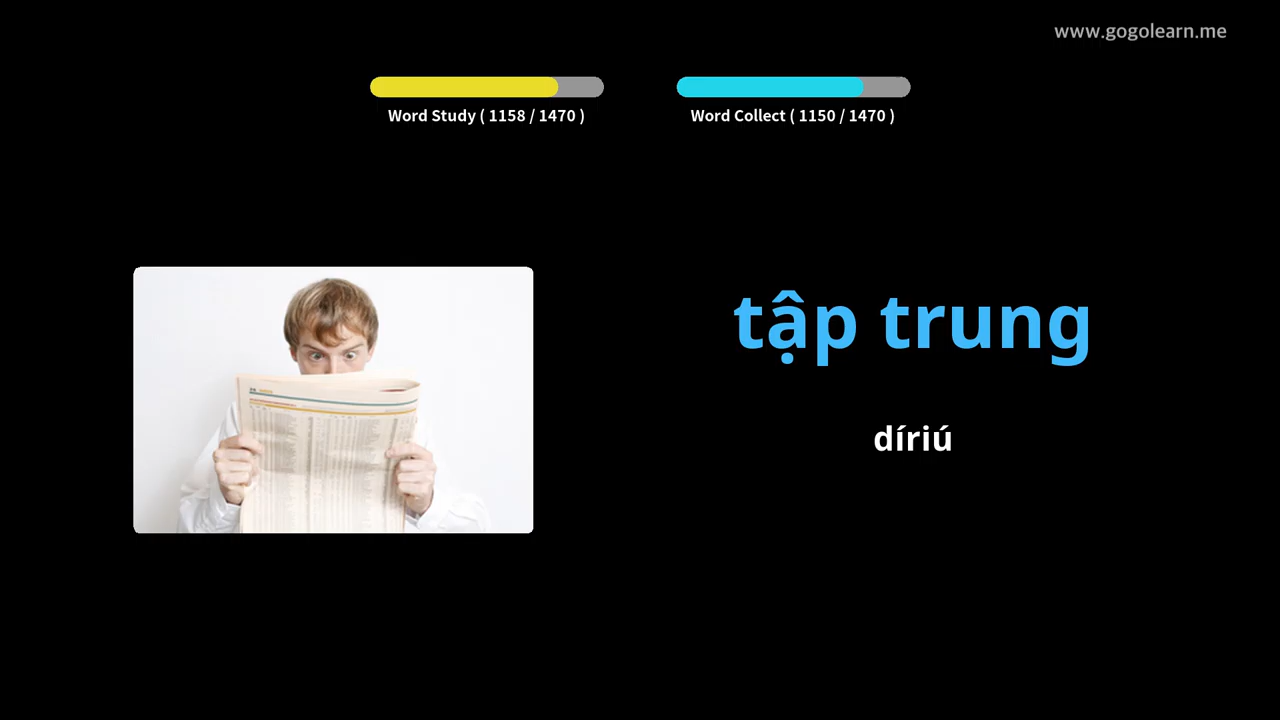 www.gogolearn.me
Word Study ( 1158 / 1470 )
Word Collect ( 1150 / 1470 )
tập trung
díriú